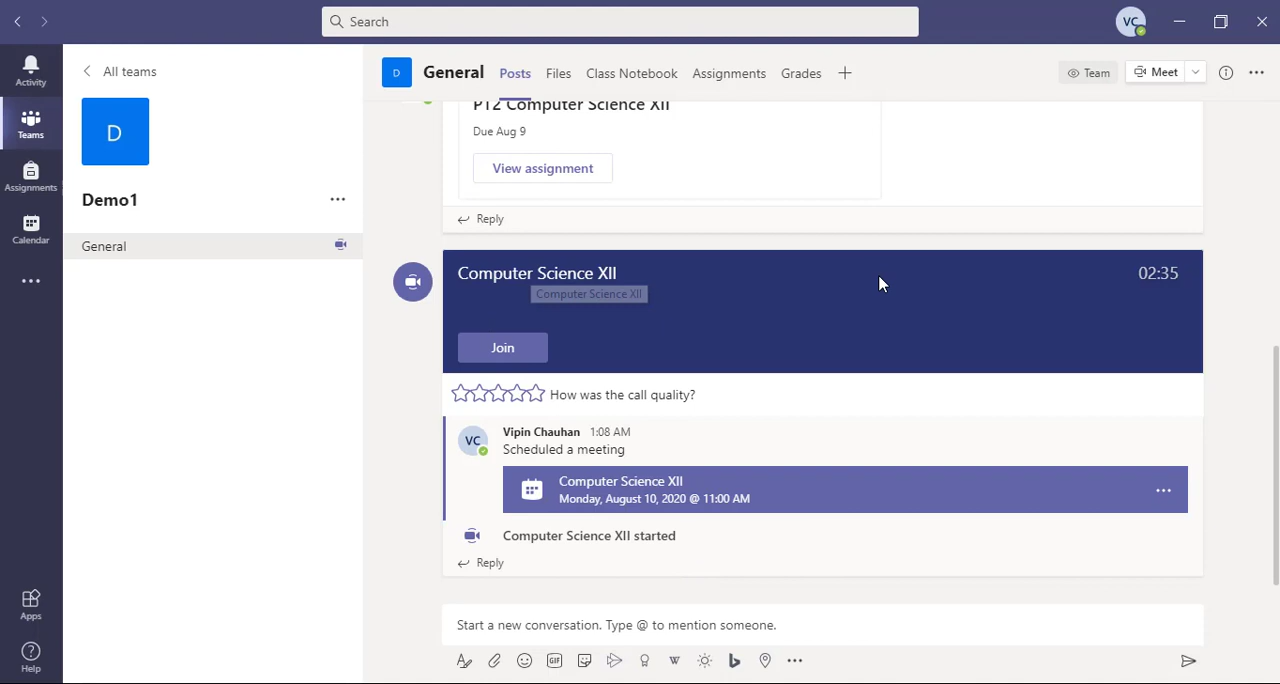 Search
VC
Activity
Teams
Assignments
Calendar
Apps
Help
All teams
D
Demo1
General
D
General
Posts
Files
Class Notebook
Assignments
Grades
Team
Meet
PT2 Computer Science XII
Due Aug 9
View assignment
Reply
Computer Science XII
02:35
Computer Science XII
Join
How was the call quality?
VC
Vipin Chauhan 1:08 AM
Scheduled a meeting
Computer Science XII
Monday, August 10, 2020 @ 11:00 AM
Computer Science XII started
Reply
Start a new conversation. Type @ to mention someone.
GIF